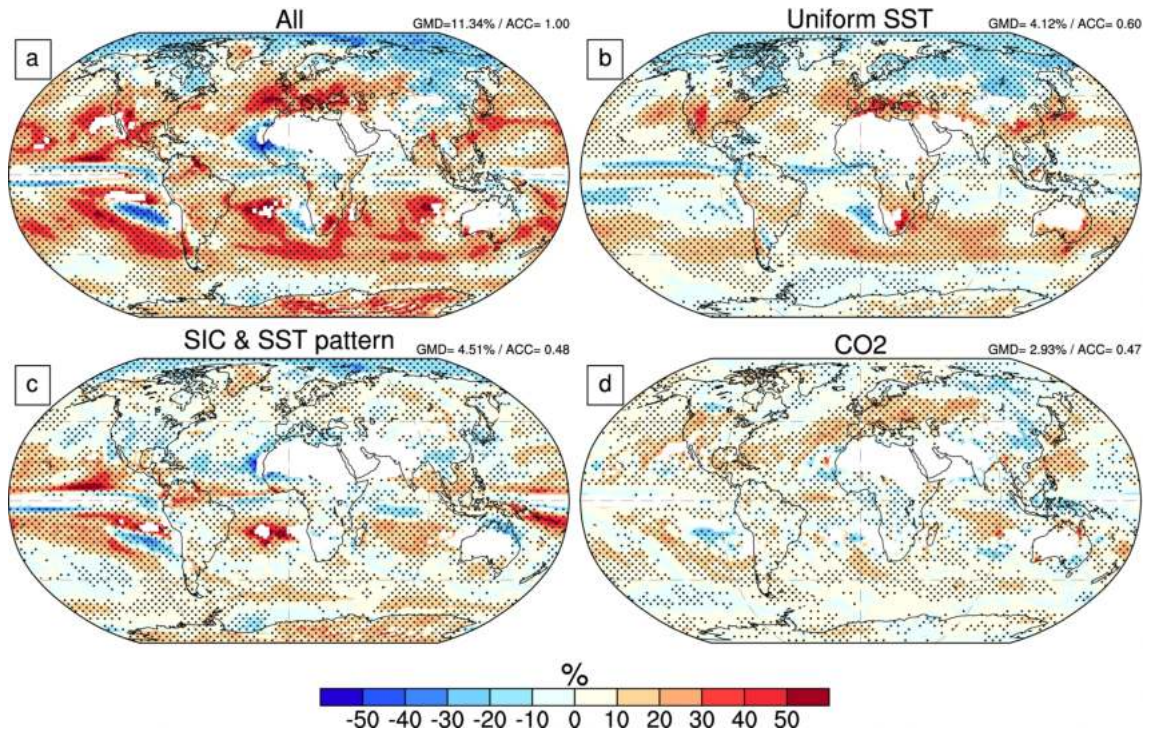 All
GMD=11.34% / ACC= 1.00
Uniform SST
GMD= 4.12% / ACC= 0.60
a
b
SIC & SST pattern
GMD= 4.51% / ACC= 0.48
CO2
GMD= 2.93% / ACC= 0.47
c
d
%
-50 -40 -30 -20 -10 0 10 20 30 40 50